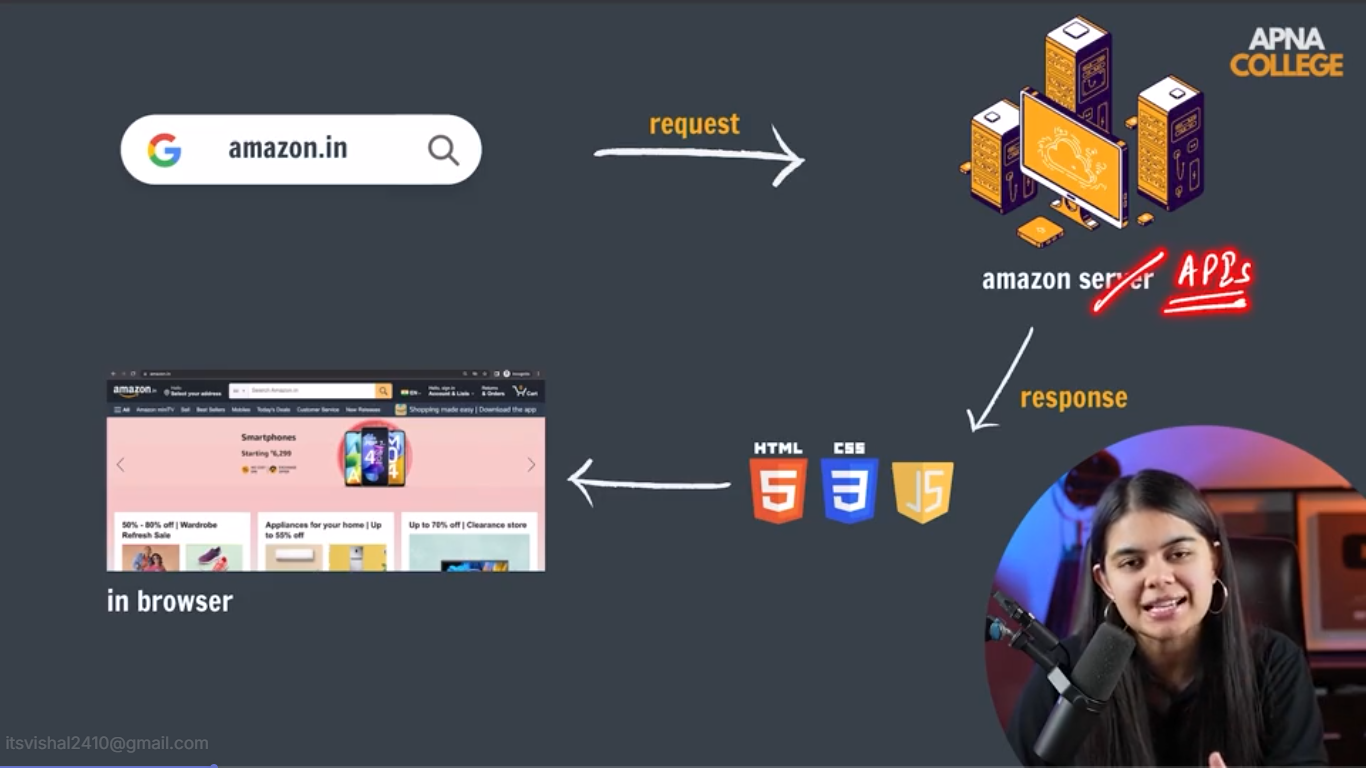 APNA
COLLEGE
amazon.in
request
amazon server APIs
response
HTML CSS
5 3 JS
amazon.in
amazon.in Hello Select your address All Search Amazon.in EN Hello, sign in Account & Lists Returns & Orders Cart
All Amazon miniTV Sell Best Sellers Mobiles Today's Deals Customer Service New Releases Shopping made easy | Download the app
Smartphones
Starting ₹6,299
50% - 80% off | Wardrobe
Refresh Sale
Appliances for your home | Up
to 55% off
Up to 70% off | Clearance store
in browser
itsvishal2410@gmail.com